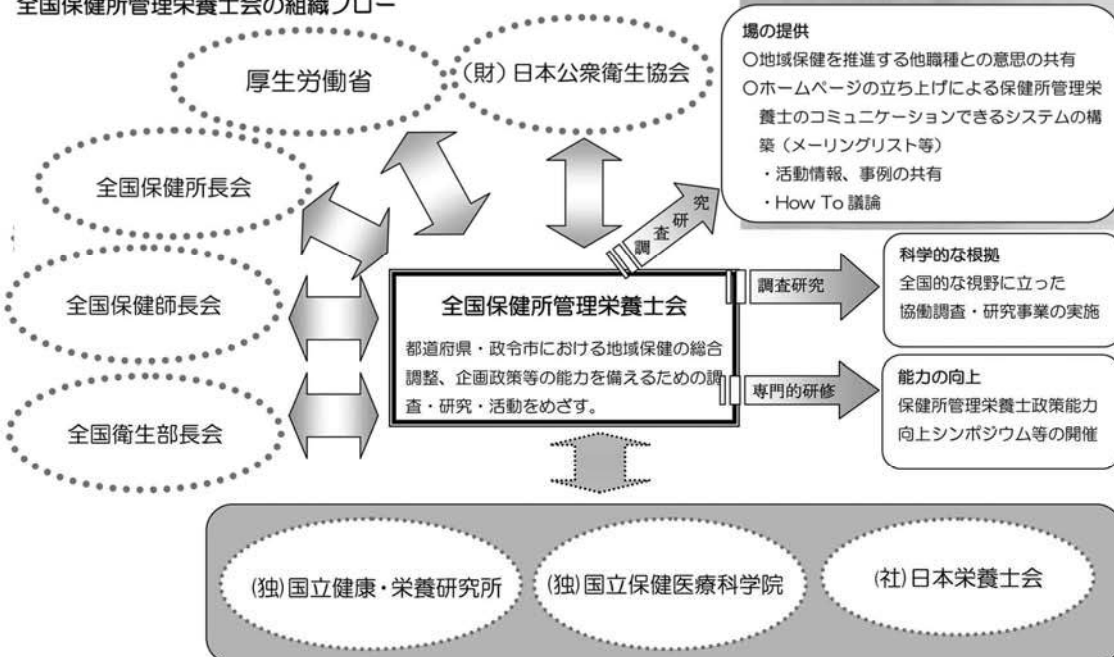 全国保健所管理栄養士会の組織フロー
厚生労働省
(財)日本公衆衛生協会
全国保健所長会
全国保健師長会
全国衛生部長会
場の提供
○地域保健を推進する他職種との意思の共有
○ホームページの立ち上げによる保健所管理栄
養士のコミュニケーションできるシステムの構
築（メーリングリスト等）
・活動情報、事例の共有
・How To 議論
調査研究
全国保健所管理栄養士会
都道府県・政令市における地域保健の総合
調整、企画政策等の能力を備えるための調
査・研究・活動をめざす。
調査研究
科学的な根拠
全国的な視野に立った
協働調査・研究事業の実施
専門的研修
能力の向上
保健所管理栄養士政策能力
向上シンポジウム等の開催
(独)国立健康・栄養研究所
(独)国立保健医療科学院
(社)日本栄養士会